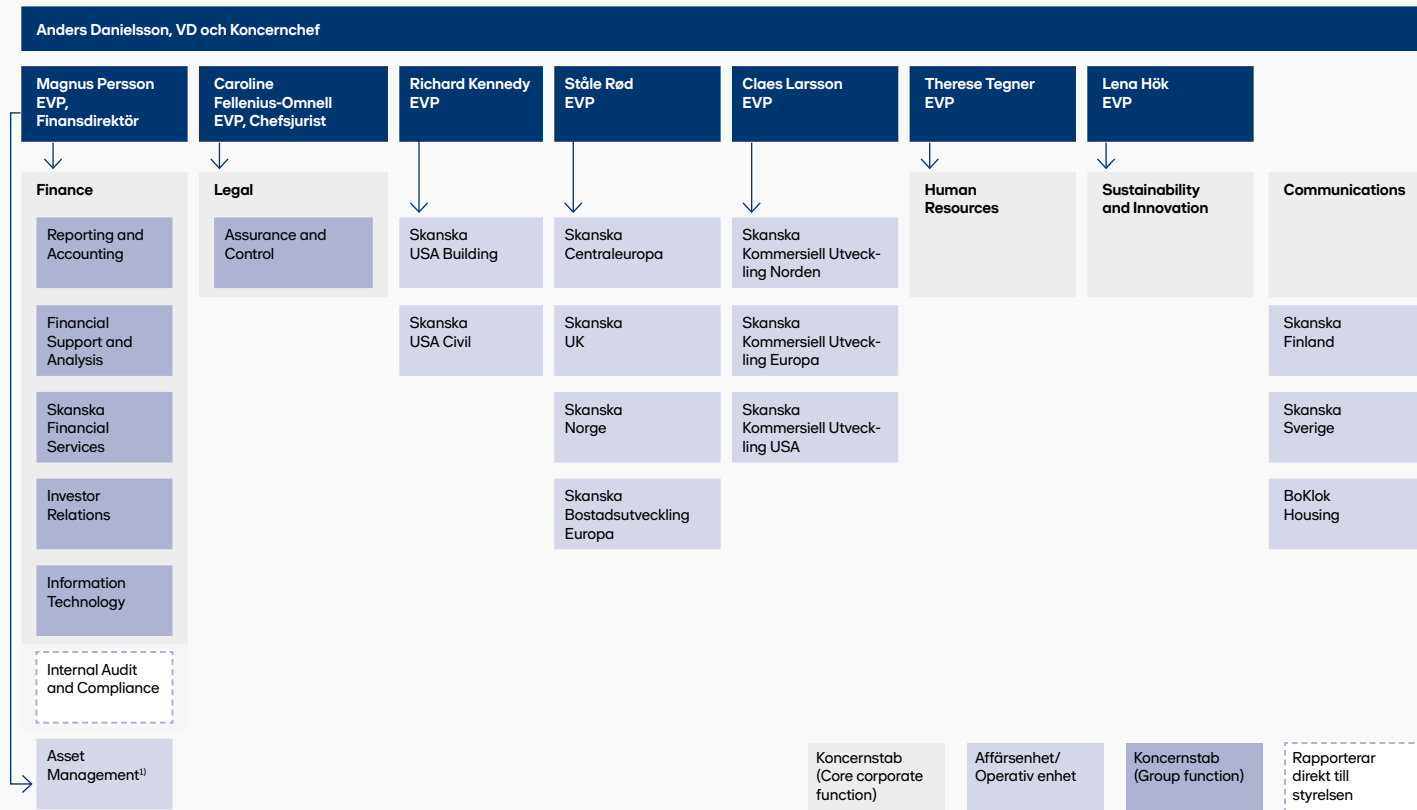 Anders Danielsson, VD och Koncernchef
Magnus Persson
EVP,
Finansdirektör
Caroline
Fellenius-Omnell
EVP, Chefsjurist
Richard Kennedy
EVP
Ståle Rød
EVP
Claes Larsson
EVP
Therese Tegner
EVP
Lena Hök
EVP
Finance
Reporting and
Accounting
Financial
Support and
Analysis
Skanska
Financial
Services
Investor
Relations
Information
Technology
Internal Audit
and Compliance
Asset
Management1)
Legal
Assurance and
Control
Skanska
USA Building
Skanska
USA Civil
Skanska
Centraleuropa
Skanska
UK
Skanska
Norge
Skanska
Bostadsutveckling
Europa
Skanska
Kommersiell Utveck-
ling Norden
Skanska
Kommersiell Utveck-
ling Europa
Skanska
Kommersiell Utveck-
ling USA
Human
Resources
Sustainability
and Innovation
Communications
Skanska
Finland
Skanska
Sverige
BoKlok
Housing
Koncernstab
(Core corporate
function)
Affärsenhet/
Operativ enhet
Koncernstab
(Group function)
Rapporterar
direkt till
styrelsen